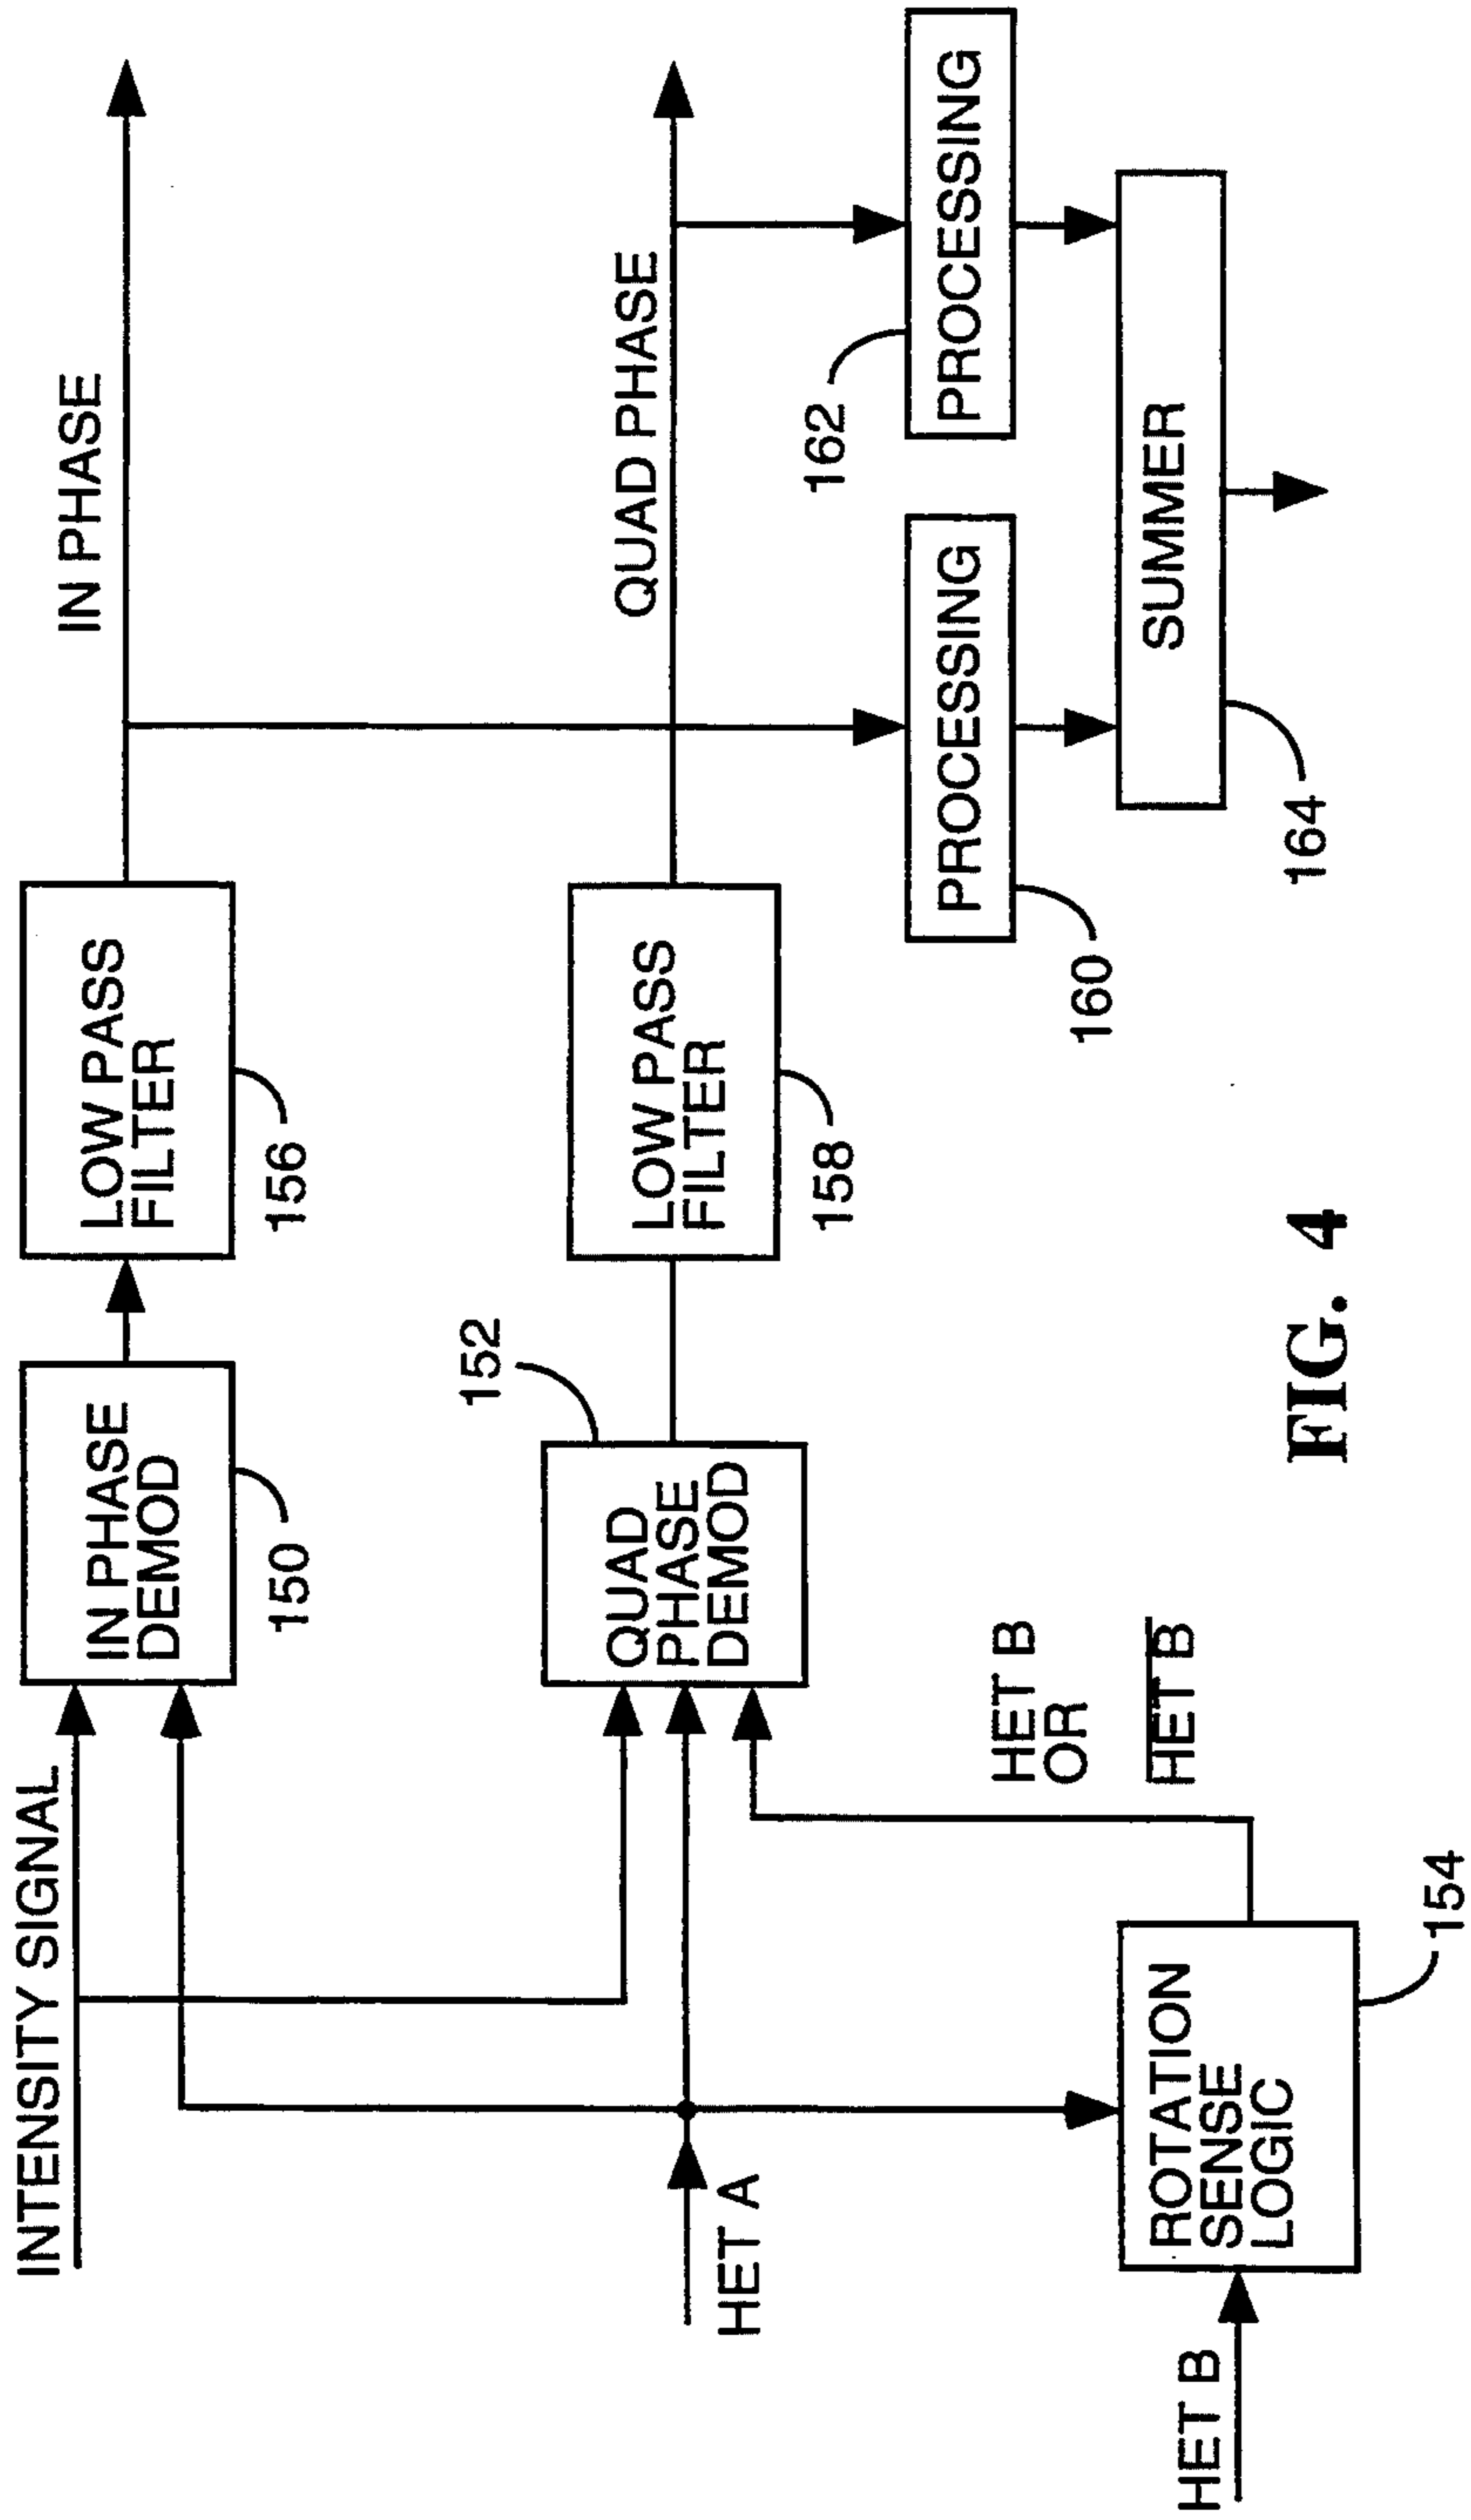 INTENSITY SIGNAL
IN PHASE
DEMOD
150
LOW PASS
FILTER
156
IN PHASE
HET A
QUAD
PHASE
DEMOD
152
LOW PASS
FILTER
158
QUAD PHASE
HET B
ROTATION
SENSE
LOGIC
154
HET B
OR
HET B
PROCESSING
160
PROCESSING
162
SUMMER
164
FIG. 4